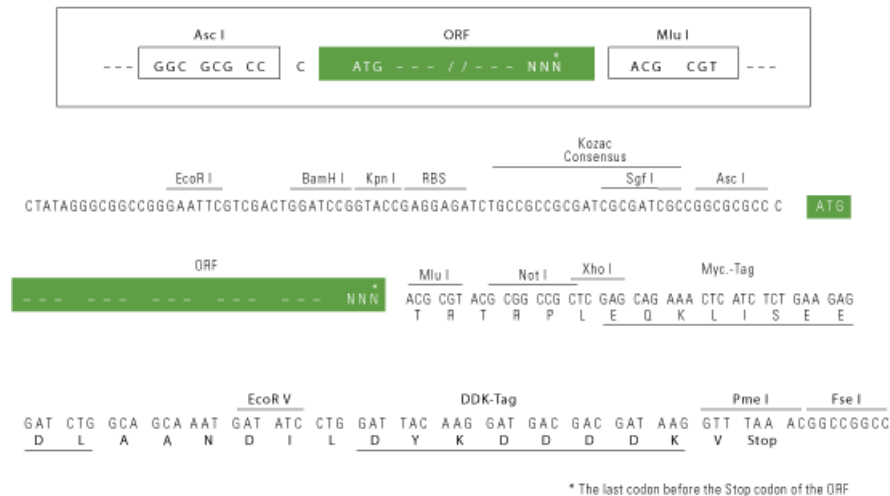 Asc I ORF Mlu I
*
--- GGC GCG CC C ATG --- //--- NNN ACG CGT ---
Kozac
Consensus
EcoR I BamH I Kpn I RBS Sgf I Asc I
CTATAGGGCGGCCGGGAATTCGTCGACTGGATCCGGTACCGAGGAGATCTGCCGCCGCGATCGCGATCGCCGGCGCGCC C ATG
ORF Mlu I Not I Xho I Myc.-Tag
*
--- --- --- --- --- NNN ACG CGT ACG CGG CCG CTC GAG CAG AAA CTC ATC TCT GAA GAG
T R T R P L E Q K L I S E E
EcoR V DDK-Tag Pme I Fse I
GAT CTG GCA GCA AAT GAT ATC CTG GAT TAC AAG GAT GAC GAC GAT AAG GTT TAA ACGGCCGGCC
D L A A N D I L D Y K D D D D K V Stop
* The last codon before the Stop codon of the ORF